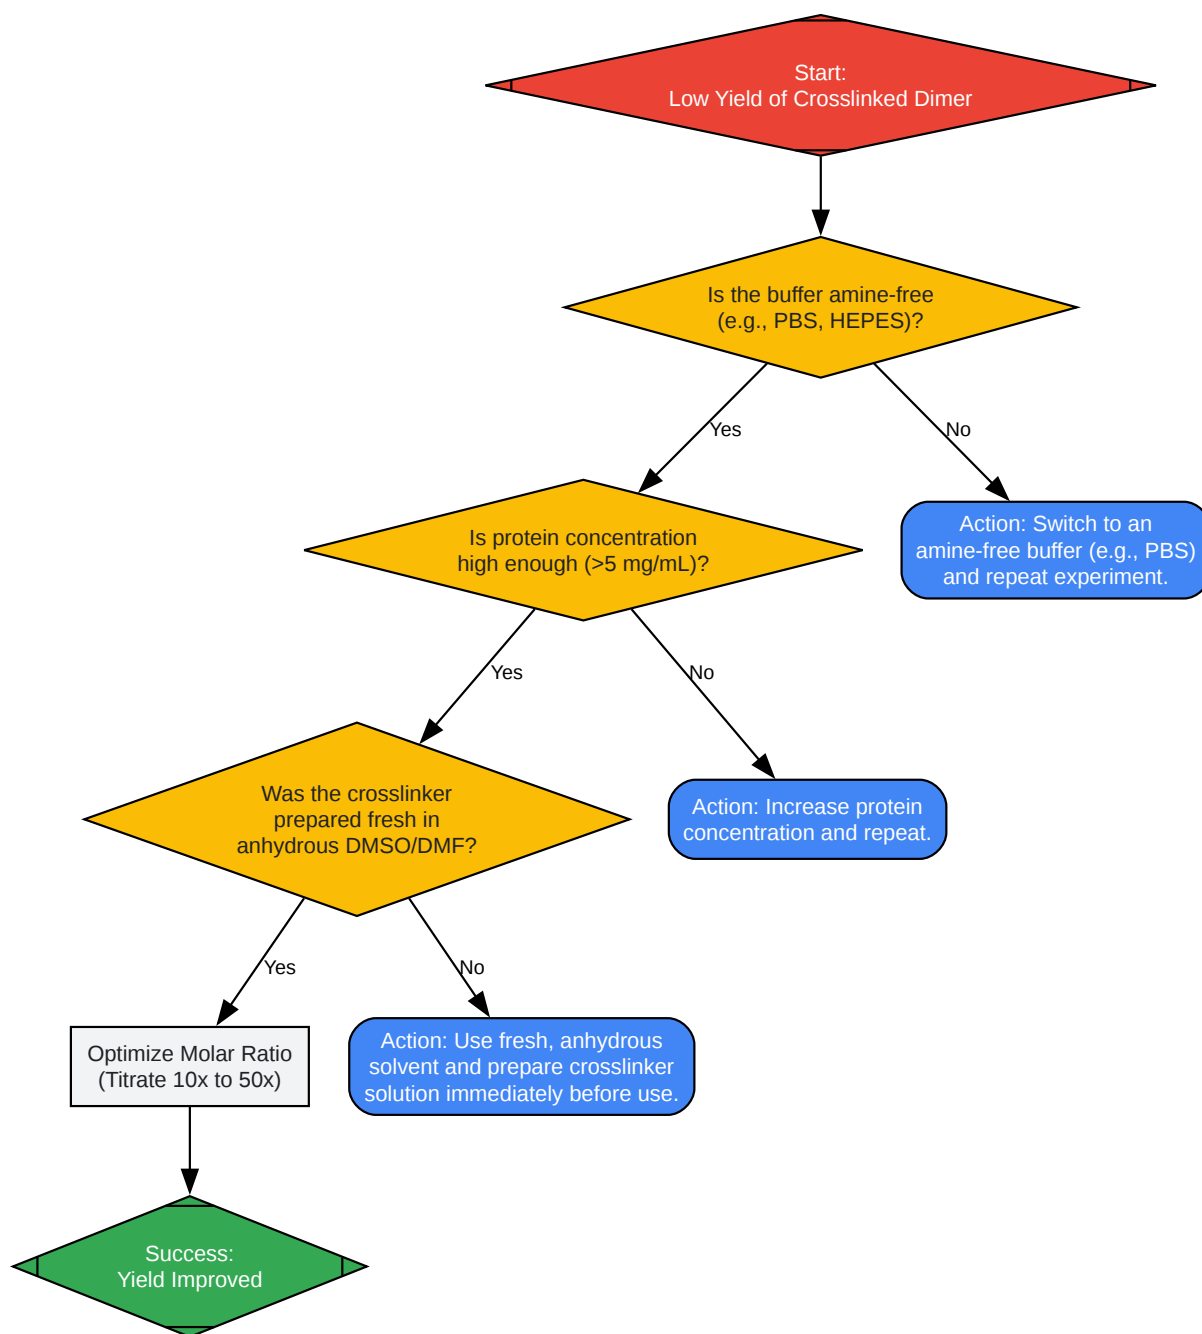 Start:
Low Yield of Crosslinked Dimer
Is the buffer amine-free
(e.g., PBS, HEPES)?
Yes
No
Is protein concentration
high enough (>5 mg/mL)?
Action: Switch to an
amine-free buffer (e.g., PBS)
and repeat experiment.
Yes
No
Was the crosslinker
prepared fresh in
anhydrous DMSO/DMF?
Action: Increase protein
concentration and repeat.
Yes
No
Optimize Molar Ratio
(Titrate 10x to 50x)
Action: Use fresh, anhydrous
solvent and prepare crosslinker
solution immediately before use.
Success:
Yield Improved